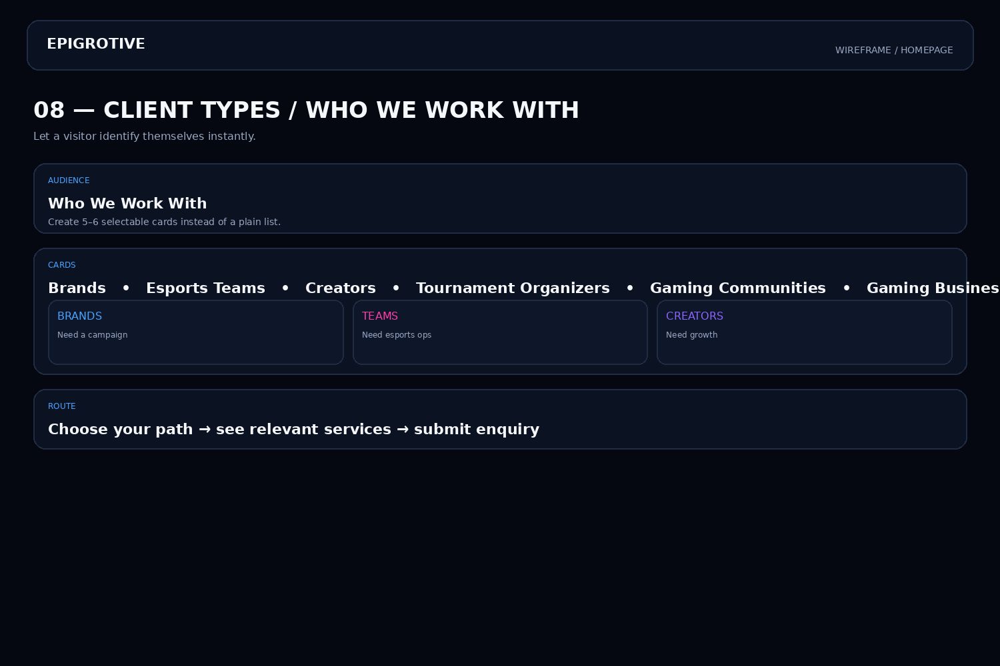 EPIGROTIVE
WIREFRAME / HOMEPAGE
08 — CLIENT TYPES / WHO WE WORK WITH
Let a visitor identify themselves instantly.
AUDIENCE
Who We Work With
Create 5–6 selectable cards instead of a plain list.
CARDS
Brands • Esports Teams • Creators • Tournament Organizers • Gaming Communities • Gaming Busines
BRANDS
Need a campaign
TEAMS
Need esports ops
CREATORS
Need growth
ROUTE
Choose your path → see relevant services → submit enquiry